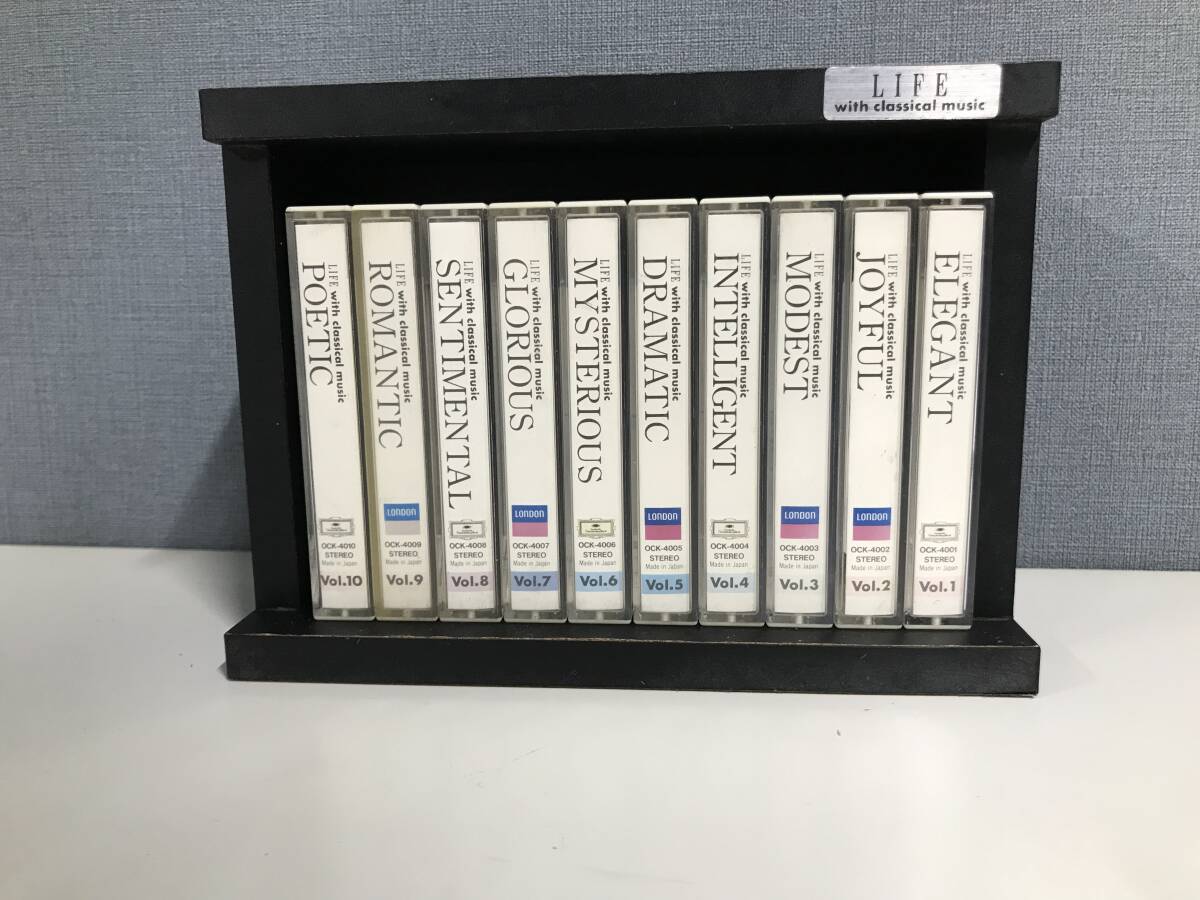 LIFE
with classical music
LIFE with classical music
POETIC
OCK-4010
STEREO
Made in Japan
Vol.10
LIFE with classical music
ROMANTIC
LONDON
OCK-4009
STEREO
Made in Japan
Vol.9
LIFE with classical music
SENTIMENTAL
OCK-4008
STEREO
Made in Japan
Vol.8
LIFE with classical music
GLORIOUS
LONDON
OCK-4007
STEREO
Made in Japan
Vol.7
LIFE with classical music
MYSTERIOUS
OCK-4006
STEREO
Made in Japan
Vol.6
LIFE with classical music
DRAMATIC
LONDON
OCK-4005
STEREO
Made in Japan
Vol.5
LIFE with classical music
INTELLIGENT
OCK-4004
STEREO
Made in Japan
Vol.4
LIFE with classical music
MODEST
LONDON
OCK-4003
STEREO
Made in Japan
Vol.3
LIFE with classical music
JOYFUL
LONDON
OCK-4002
STEREO
Made in Japan
Vol.2
LIFE with classical music
ELEGANT
OCK-4001
STEREO
Made in Japan
Vol.1